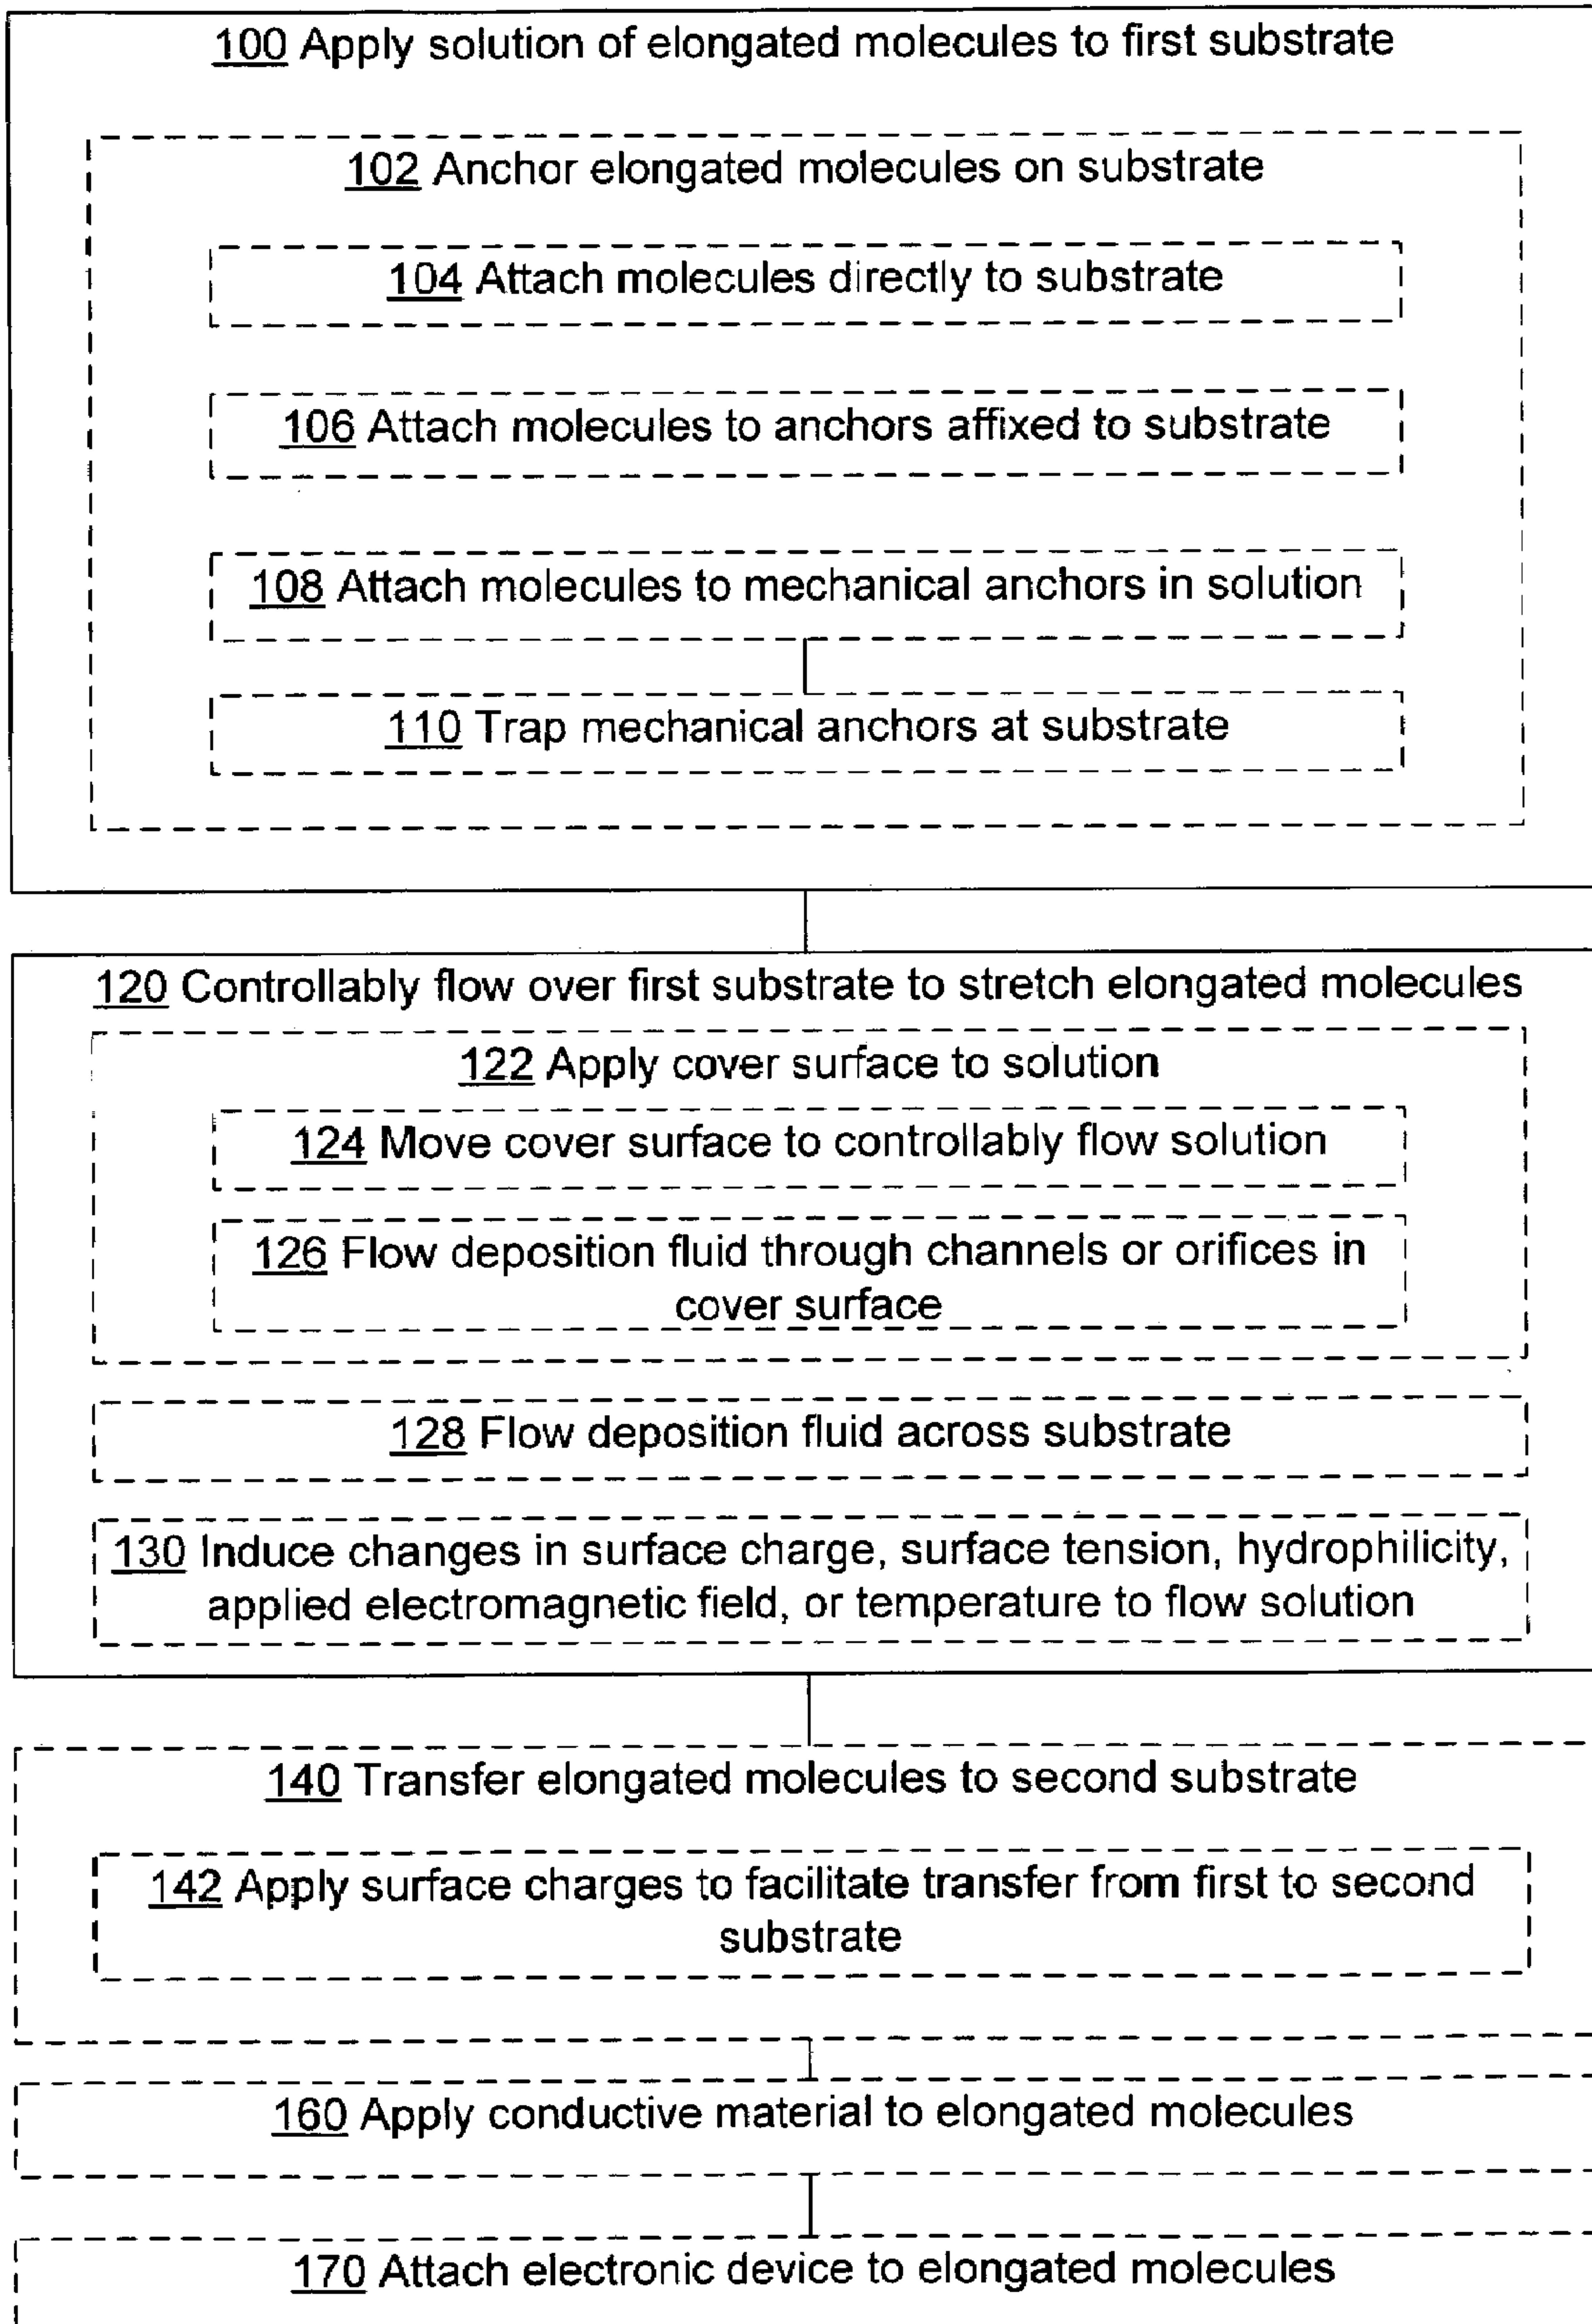 100 Apply solution of elongated molecules to first substrate
102 Anchor elongated molecules on substrate
104 Attach molecules directly to substrate
106 Attach molecules to anchors affixed to substrate
108 Attach molecules to mechanical anchors in solution
110 Trap mechanical anchors at substrate
120 Controllably flow over first substrate to stretch elongated molecules
122 Apply cover surface to solution
124 Move cover surface to controllably flow solution
126 Flow deposition fluid through channels or orifices in
cover surface
128 Flow deposition fluid across substrate
130 Induce changes in surface charge, surface tension, hydrophilicity,
applied electromagnetic field, or temperature to flow solution
140 Transfer elongated molecules to second substrate
142 Apply surface charges to facilitate transfer from first to second
substrate
160 Apply conductive material to elongated molecules
170 Attach electronic device to elongated molecules